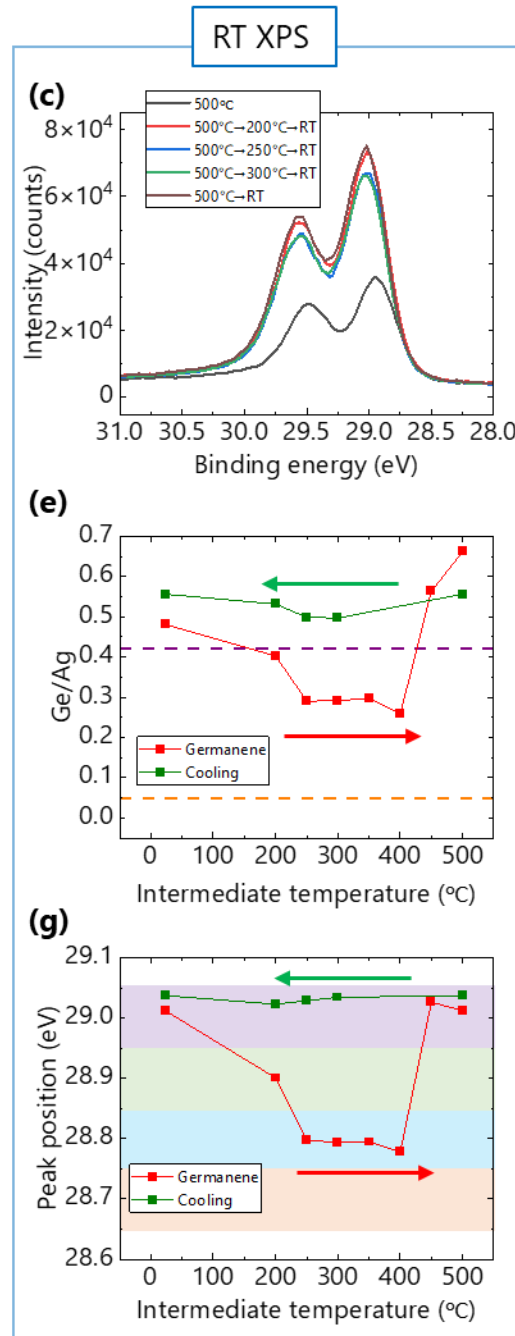 RT XPS
(c)
500℃
500℃→200℃→RT
500℃→250℃→RT
500℃→300℃→RT
500℃→RT
8×10⁴
6×10⁴
4×10⁴
2×10⁴
0
Intensity (counts)
31.0 30.5 30.0 29.5 29.0 28.5 28.0
Binding energy (eV)
(e)
0.7
0.6
0.5
0.4
0.3
0.2
0.1
0.0
Ge/Ag
Germanene
Cooling
0 100 200 300 400 500
Intermediate temperature (℃)
(g)
29.1
29.0
28.9
28.8
28.7
28.6
Peak position (eV)
Germanene
Cooling
0 100 200 300 400 500
Intermediate temperature (℃)